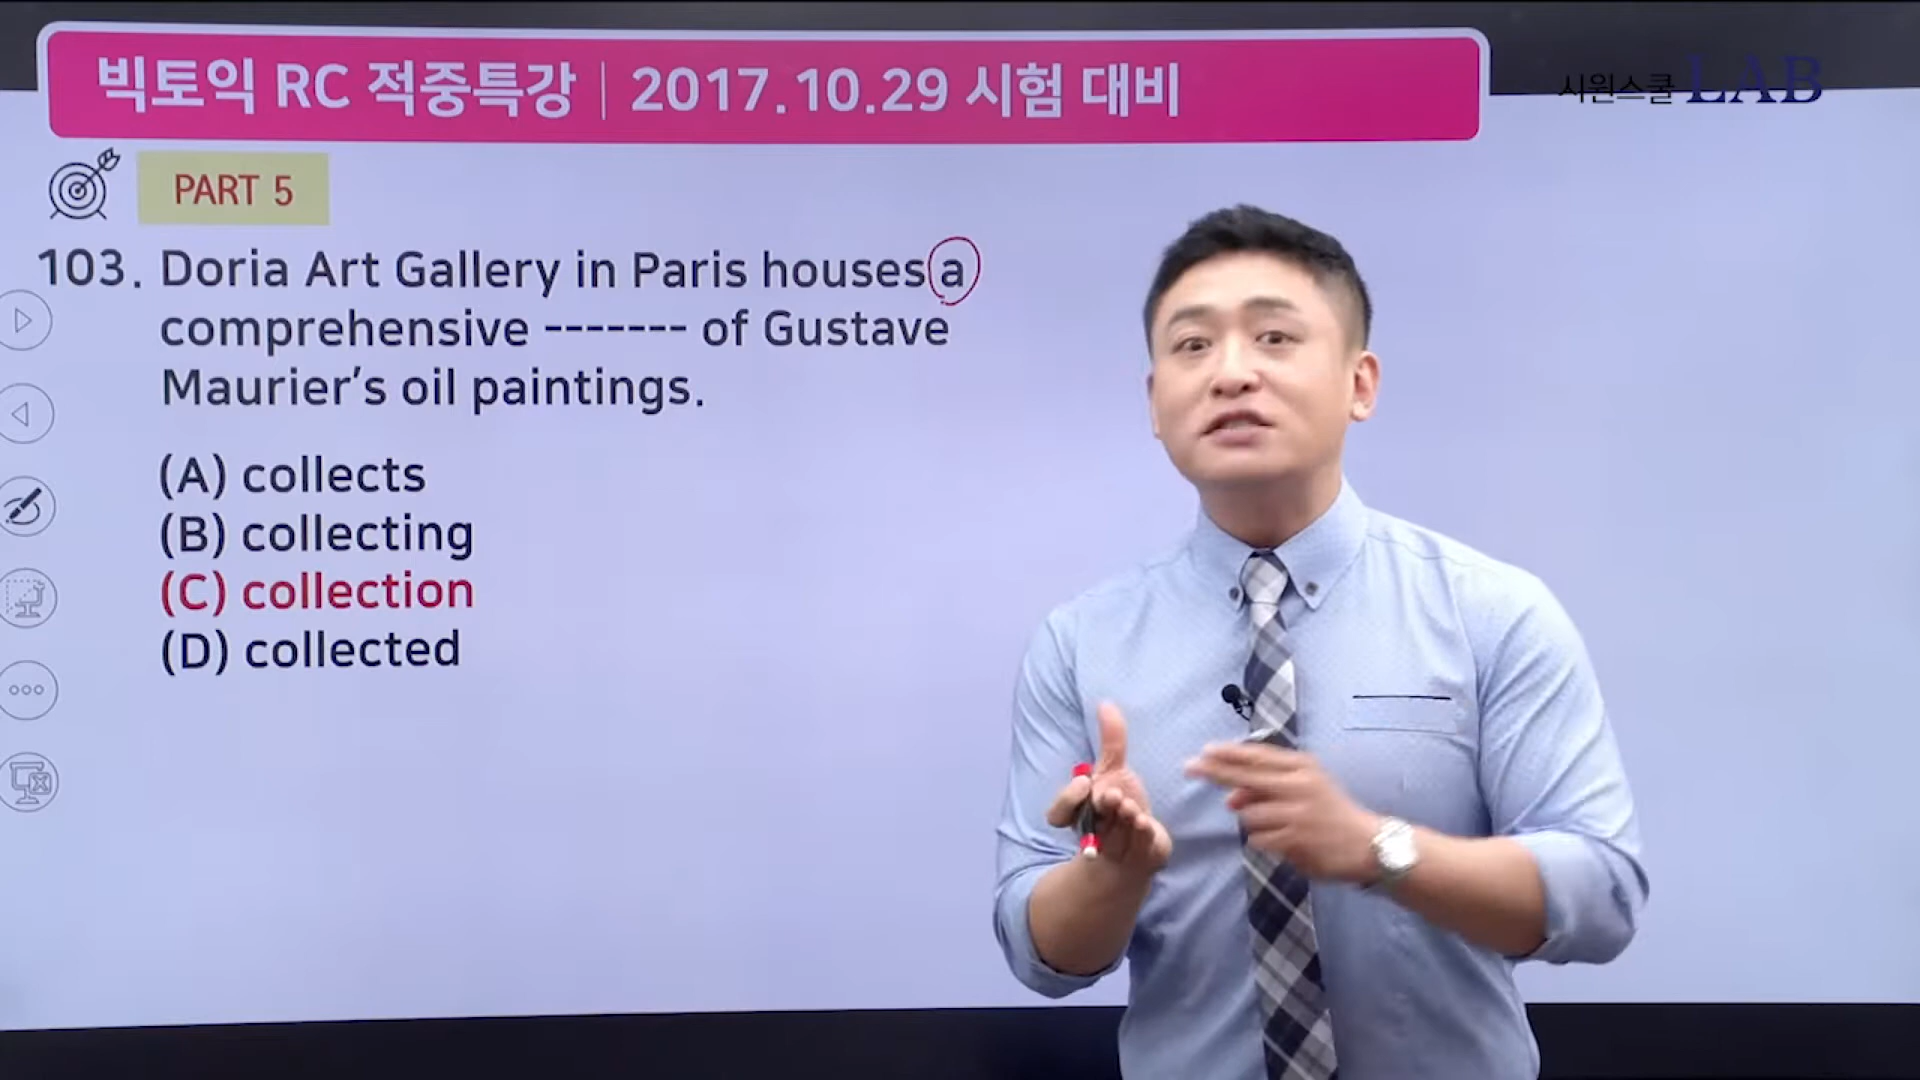 빅토익 RC 적중특강 | 2017.10.29 시험 대비
시원스쿨 LAB
PART 5
103. Doria Art Gallery in Paris houses a
comprehensive ------- of Gustave
Maurier's oil paintings.
(A) collects
(B) collecting
(C) collection
(D) collected